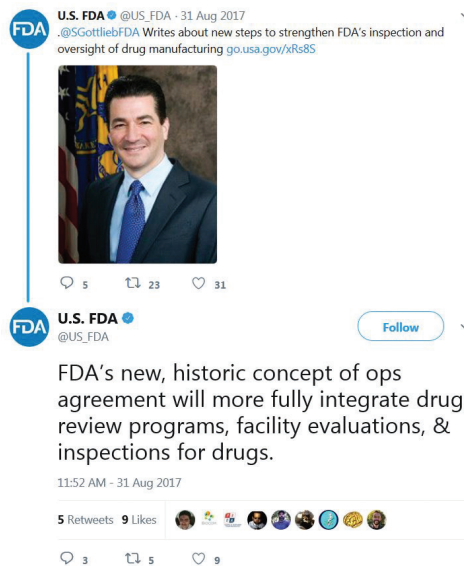 FDA
U.S. FDA @US_FDA · 31 Aug 2017
.@SGottliebFDA Writes about new steps to strengthen FDA's inspection and
oversight of drug manufacturing go.usa.gov/xRs8S
5 23 31
FDA
U.S. FDA
@US_FDA
Follow
FDA's new, historic concept of ops
agreement will more fully integrate drug
review programs, facility evaluations, &
inspections for drugs.
11:52 AM - 31 Aug 2017
5 Retweets 9 Likes
3 5 9